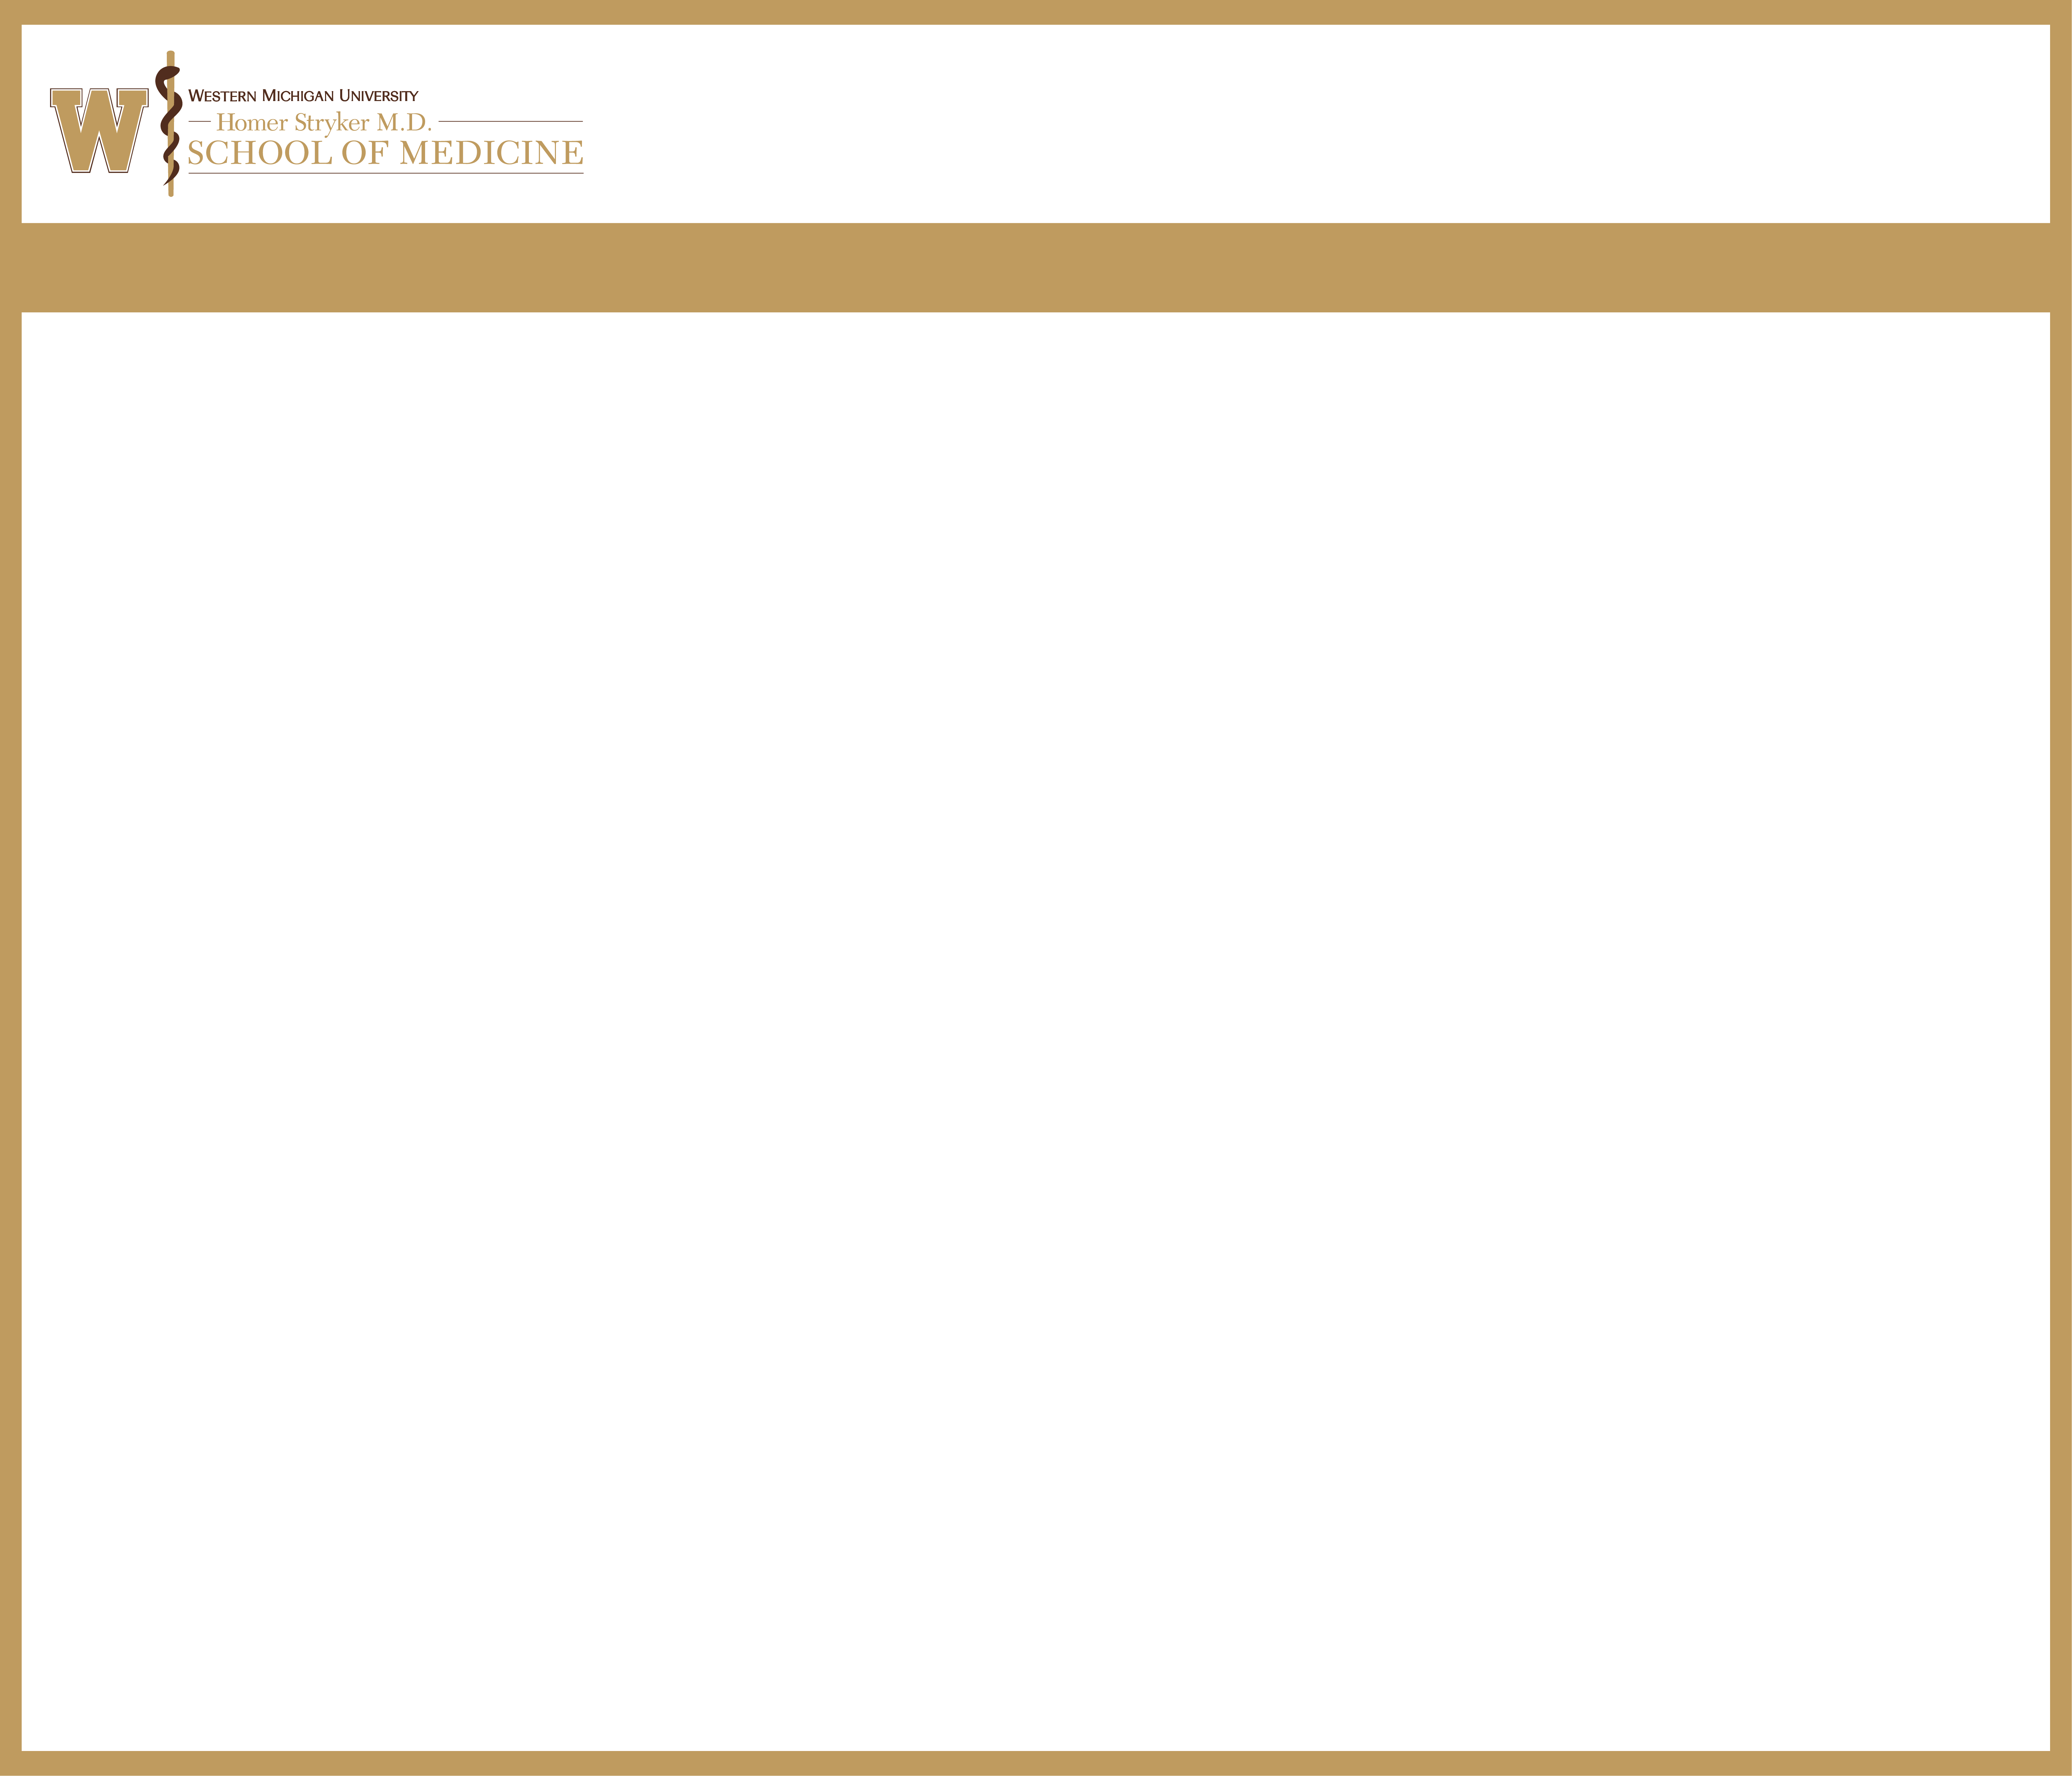 W
WESTERN MICHIGAN UNIVERSITY
Homer Stryker M.D.
SCHOOL OF MEDICINE